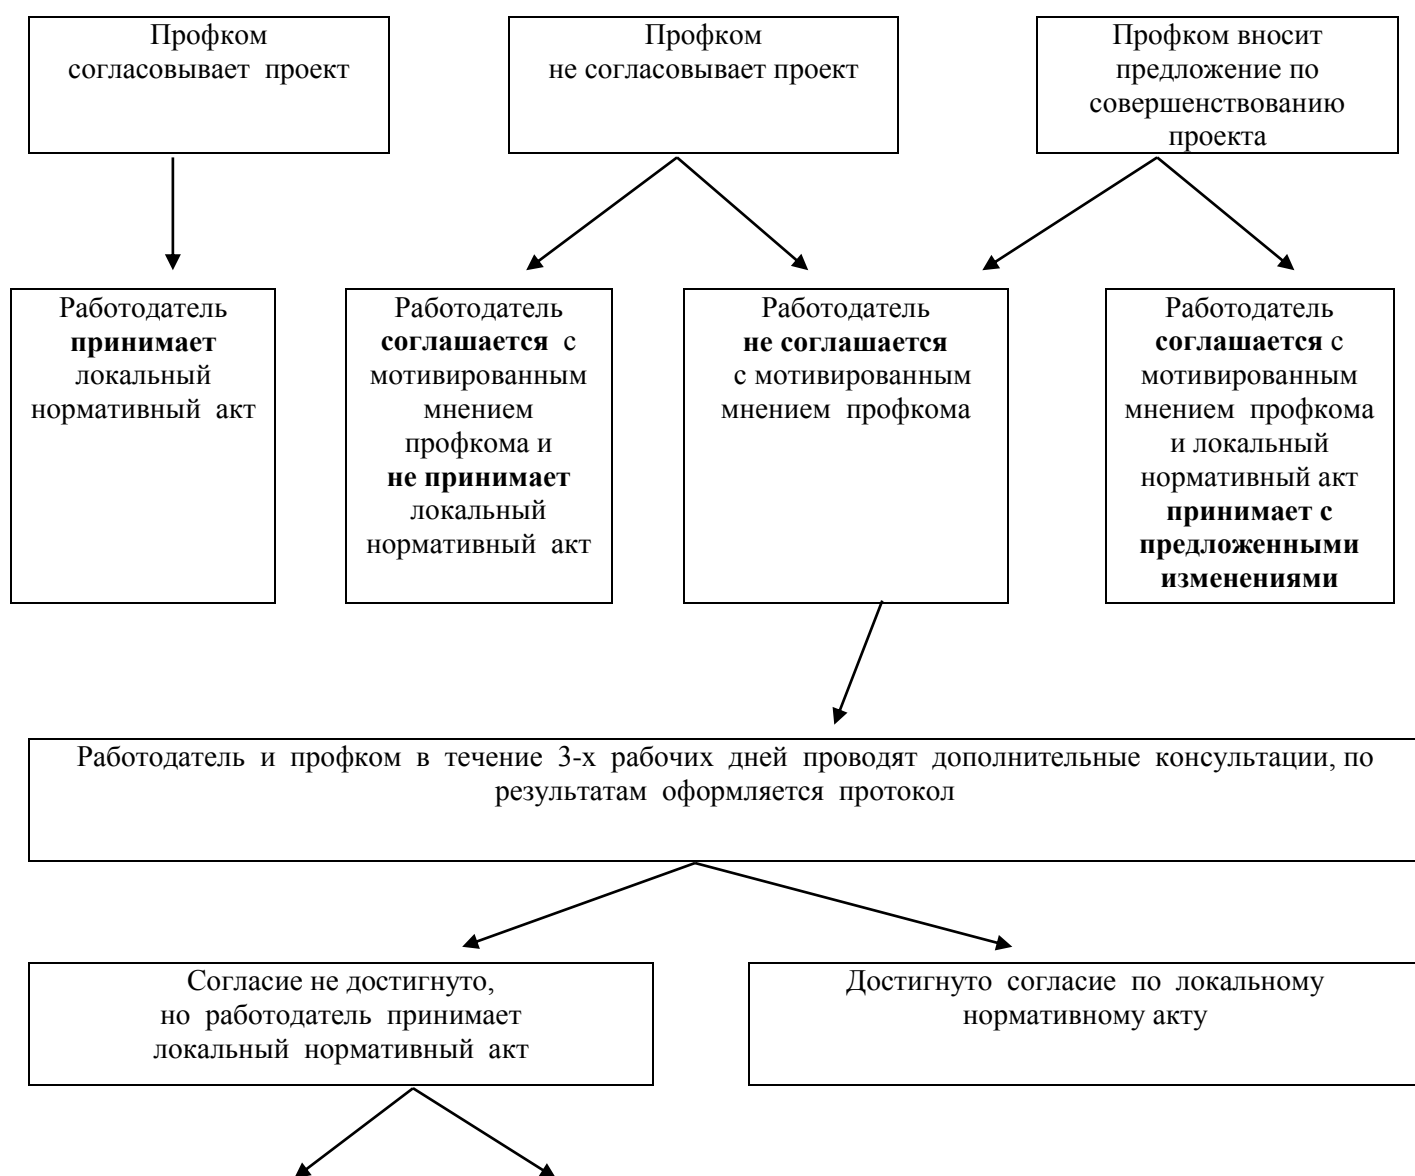 Профком
согласовывает проект
Профком
не согласовывает проект
Профком вносит
предложение по
совершенствованию
проекта
Работодатель
принимает
локальный
нормативный акт
Работодатель
соглашается с
мотивированным
мнением
профкома и
не принимает
локальный
нормативный акт
Работодатель
не соглашается
с мотивированным
мнением профкома
Работодатель
соглашается с
мотивированным
мнением профкома
и локальный
нормативный акт
принимает с
предложенными
изменениями
Работодатель и профком в течение 3-х рабочих дней проводят дополнительные консультации, по
результатам оформляется протокол
Согласие не достигнуто,
но работодатель принимает
локальный нормативный акт
Достигнуто согласие по локальному
нормативному акту